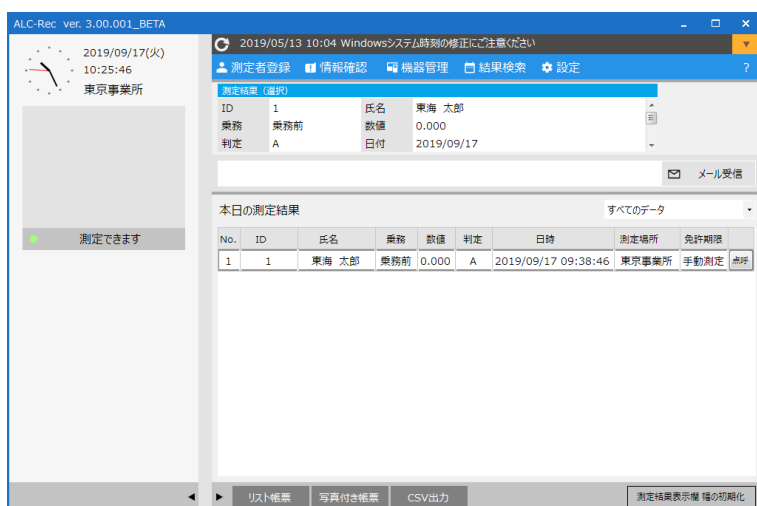 ALC-Rec ver. 3.00.001_BETA
2019/09/17(火)
10:25:46
東京事業所
測定できます
2019/05/13 10:04 Windowsシステム時刻の修正にご注意ください
測定者登録 情報確認 機器管理 結果検索 設定 ?
測定結果（選択）
ID 1 氏名 東海 太郎
乗務 乗務前 数値 0.000
判定 A 日付 2019/09/17
メール受信
本日の測定結果 すべてのデータ
No. ID 氏名 乗務 数値 判定 日時 測定場所 免許期限
1 1 東海 太郎 乗務前 0.000 A 2019/09/17 09:38:46 東京事業所 手動測定 点呼
リスト帳票 写真付き帳票 CSV出力 測定結果表示欄 幅の初期化